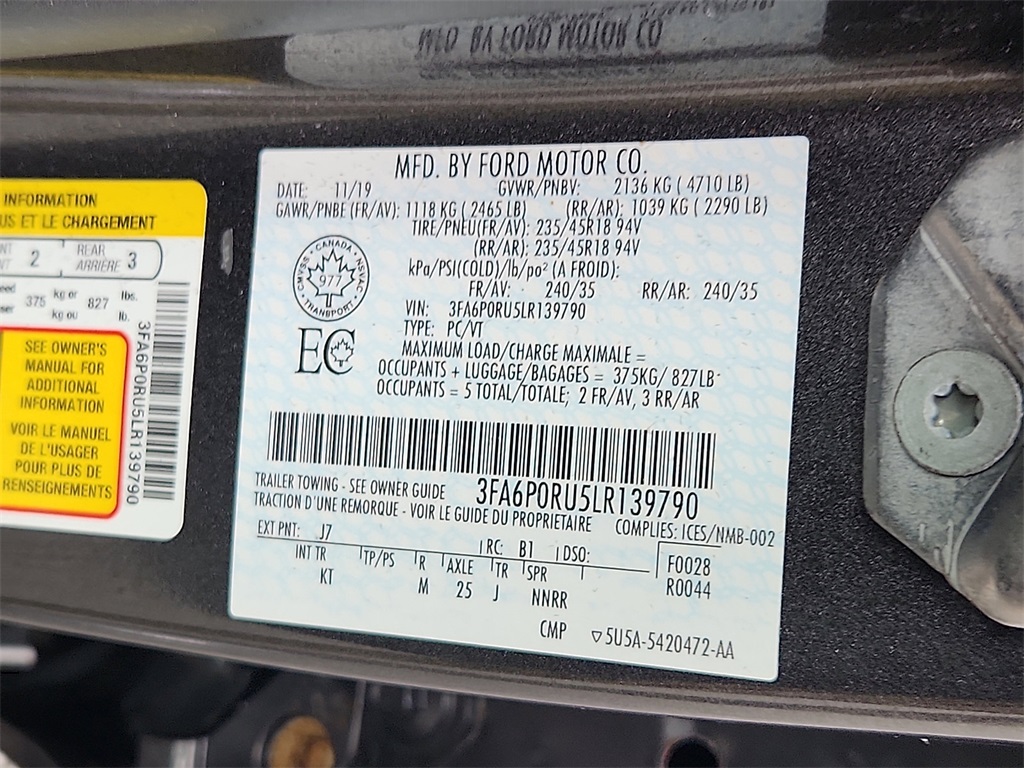 MFD. BY FORD MOTOR CO
MFD. BY FORD MOTOR CO.
DATE: 11/19 GVWR/PNBV: 2136 KG ( 4710 LB)
GAWR/PNBE (FR/AV): 1118 KG ( 2465 LB) (RR/AR): 1039 KG ( 2290 LB)
TIRE/PNEU(FR/AV): 235/45R18 94V
(RR/AR): 235/45R18 94V
kPa/PSI(COLD)/lb/po² (A FROID):
FR/AV: 240/35 RR/AR: 240/35
VIN: 3FA6P0RU5LR139790
TYPE: PC/VT
MAXIMUM LOAD/CHARGE MAXIMALE =
OCCUPANTS + LUGGAGE/BAGAGES = 375KG/ 827LB
OCCUPANTS = 5 TOTAL/TOTALE; 2 FR/AV, 3 RR/AR
CANADA
CMVSS NSVAC
977
TRANSPORT
EC
TRAILER TOWING - SEE OWNER GUIDE 3FA6P0RU5LR139790
TRACTION D'UNE REMORQUE - VOIR LE GUIDE DU PROPRIETAIRE COMPLIES: ICES/NMB-002
EXT PNT: J7 RC: B1 DSO: F0028
INT TR TP/PS R AXLE TR SPR R0044
KT M 25 J NNRR
CMP 5U5A-5420472-AA
INFORMATION
US ET LE CHARGEMENT
2 REAR ARRIÈRE 3
375 kg or kg ou 827 lbs. lb.
SEE OWNER'S
MANUAL FOR
ADDITIONAL
INFORMATION
VOIR LE MANUEL
DE L'USAGER
POUR PLUS DE
RENSEIGNEMENTS
3FA6P0RU5LR139790